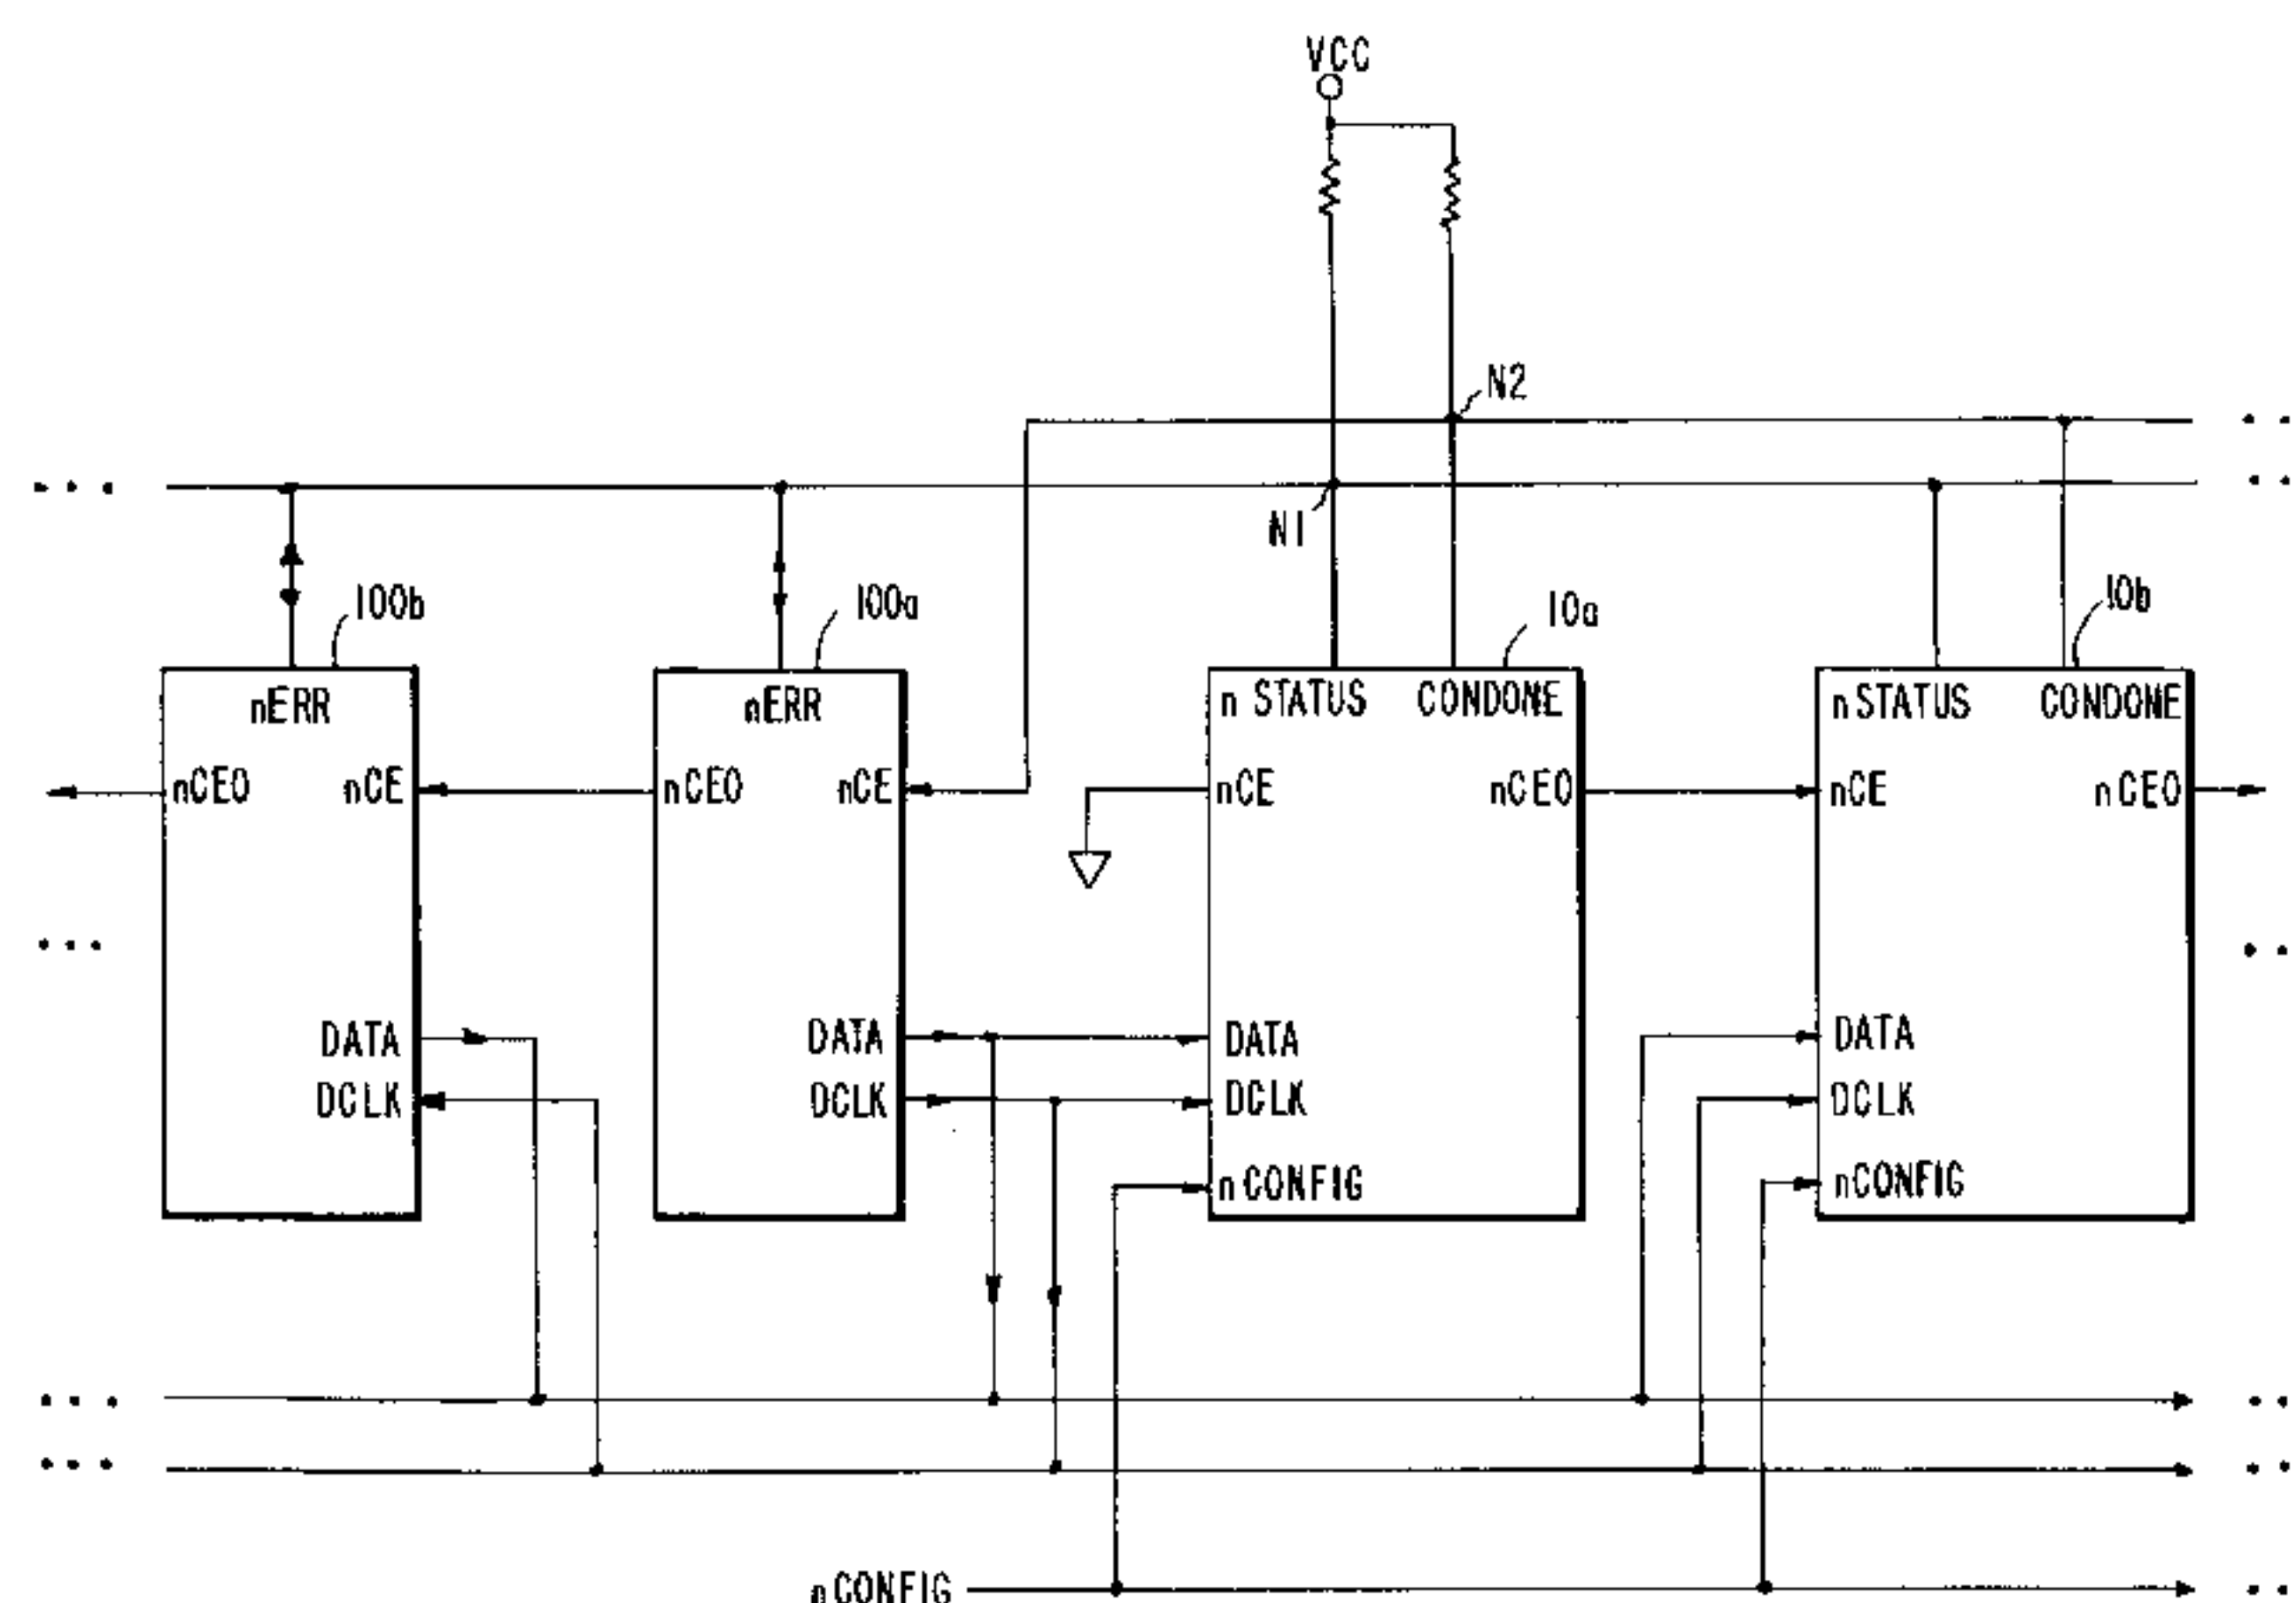 VCC
N2
N1
100b
100a
10a
10b
nERR
nERR
n STATUS CONDONE
nSTATUS CONDONE
nCEO nCE
nCEO nCE
nCE nCEO
nCE nCEO
DATA
DATA
DATA
DATA
DCLK
DCLK
DCLK
DCLK
nCONFIG
nCONFIG
nCONFIG